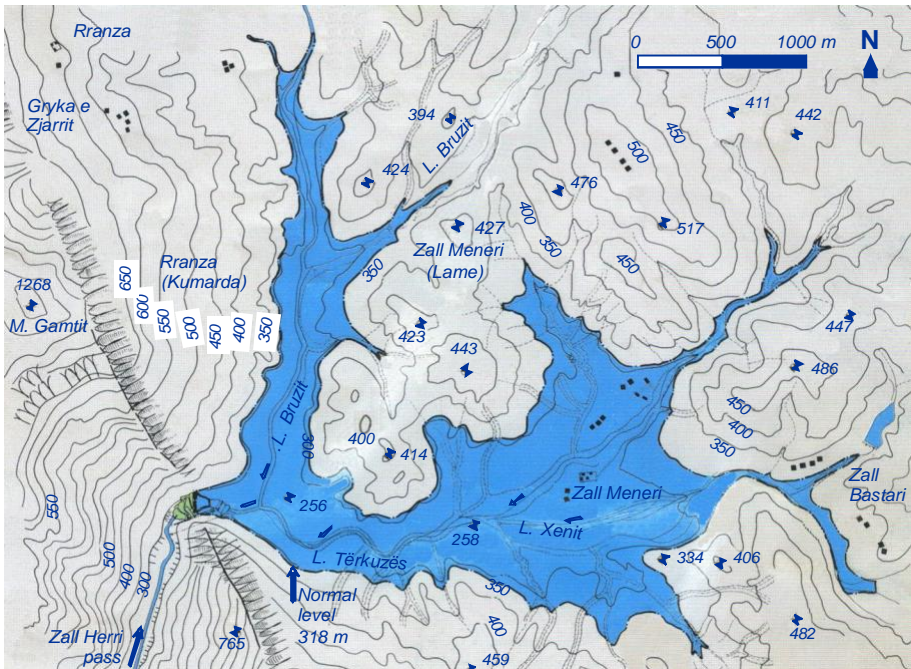 Rranza
0 500 1000 m
N
Gryka e
Zjarrit
394
L. Bruzit
411
442
450
500
424
476
427
400
350
517
Zall Meneri
(Lame)
350
450
Rranza
(Kumarda)
1268
M. Gamtit
650
600
550
500
450
400
350
423
443
447
486
L. Bruzit
300
400
414
450
400
350
256
Zall Meneri
Zall
Bastari
550
500
400
300
258
L. Xenit
L. Tërkuzës
334
406
350
Normal
level
318 m
400
Zall Herri
pass
765
459
482